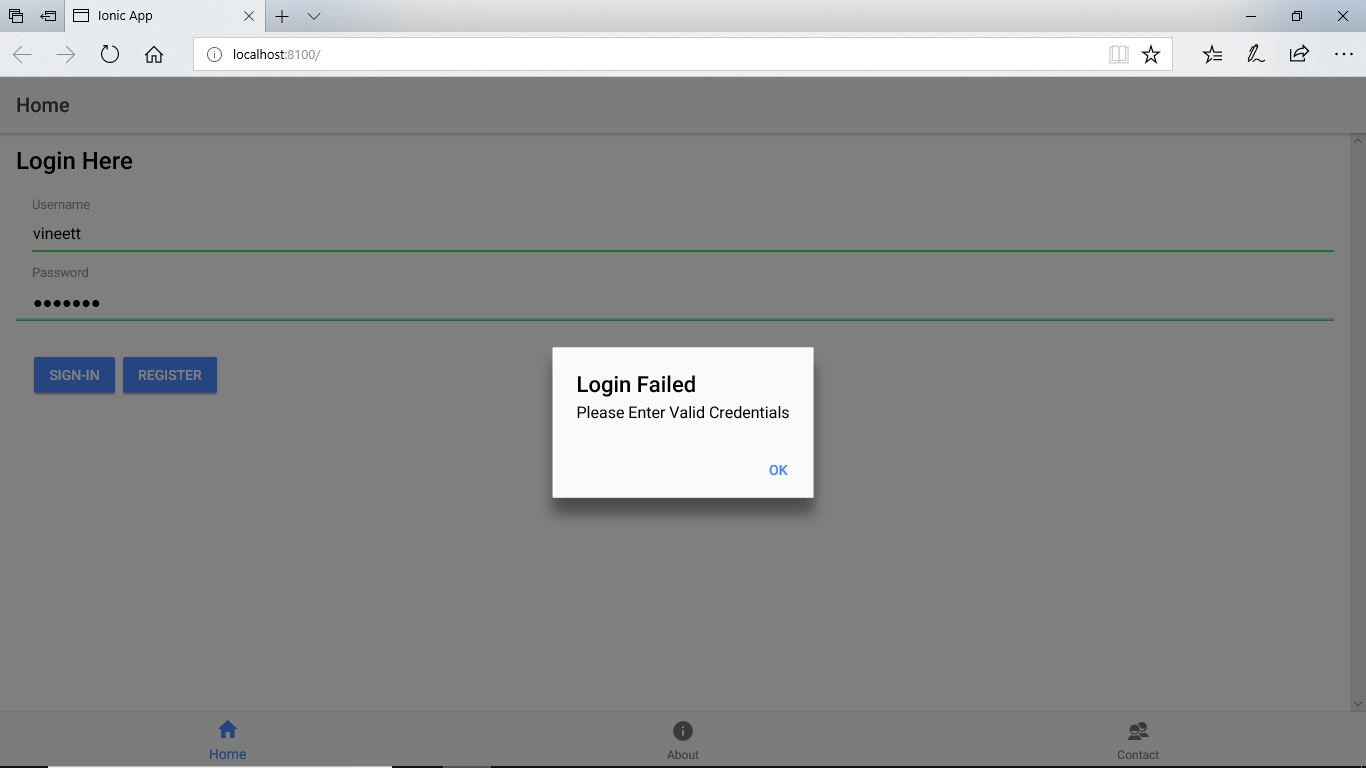 Ionic App
localhost:8100/
Home
Login Here
Username
vineett
Password
•••••••
SIGN-IN REGISTER
Login Failed
Please Enter Valid Credentials
OK
Home About Contact